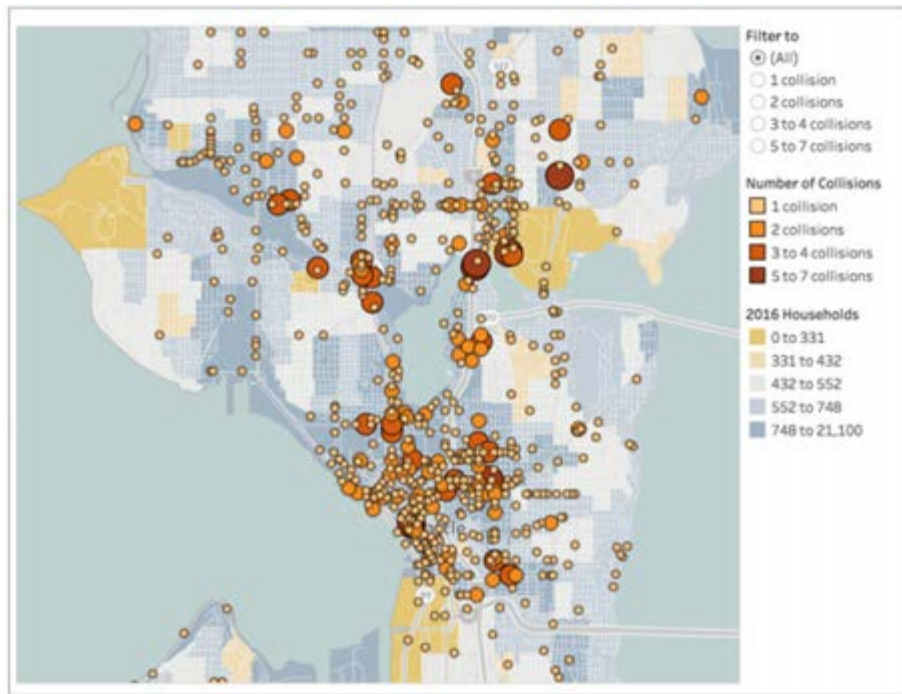 Filter to
(All)
1 collision
2 collisions
3 to 4 collisions
5 to 7 collisions
Number of Collisions
1 collision
2 collisions
3 to 4 collisions
5 to 7 collisions
2016 Households
0 to 331
331 to 432
432 to 552
552 to 748
748 to 21,100